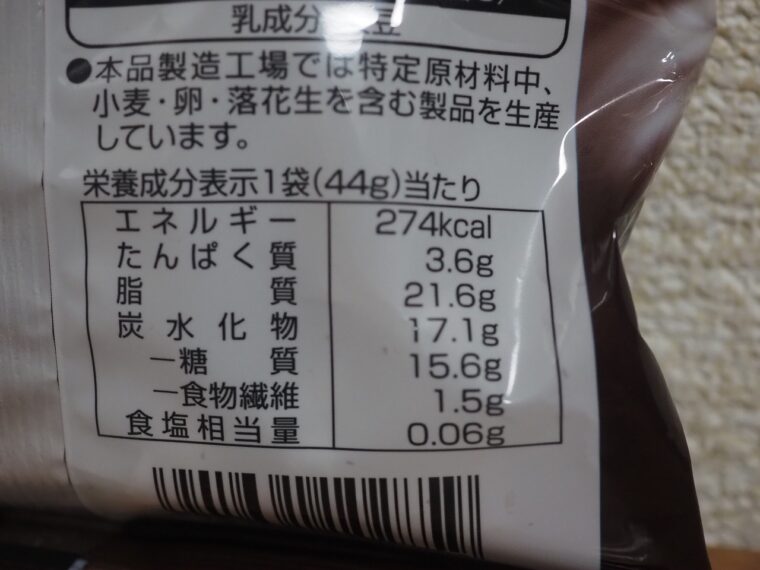 乳成分
●本品製造工場では特定原材料中、
小麦・卵・落花生を含む製品を生産
しています。
栄養成分表示1袋(44g)当たり
エネルギー 274kcal
たんぱく質 3.6g
脂質 21.6g
炭水化物 17.1g
－糖質 15.6g
－食物繊維 1.5g
食塩相当量 0.06g